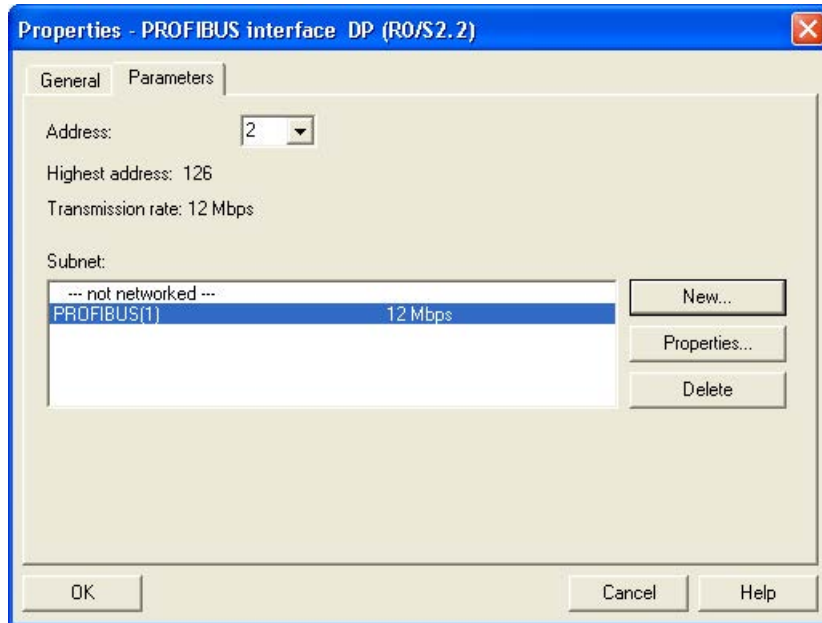 Properties - PROFIBUS interface DP (R0/S2.2)
General Parameters
Address: 2
Highest address: 126
Transmission rate: 12 Mbps
Subnet:
--- not networked ---
New...
PROFIBUS(1) 12 Mbps
Properties...
Delete
OK Cancel Help